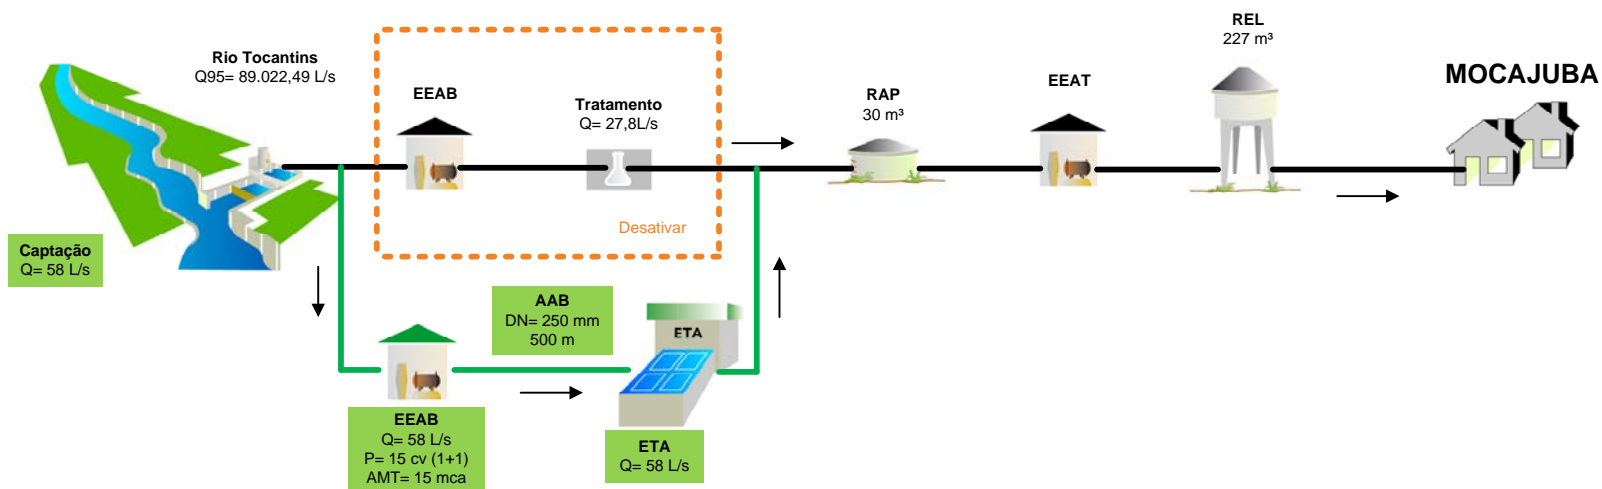 Rio Tocantins
Q95= 89.022,49 L/s
EEAB
Tratamento
Q= 27,8L/s
Desativar
RAP
30 m³
EEAT
REL
227 m³
MOCAJUBA
Captação
Q= 58 L/s
AAB
DN= 250 mm
500 m
ETA
EEAB
Q= 58 L/s
P= 15 cv (1+1)
AMT= 15 mca
ETA
Q= 58 L/s